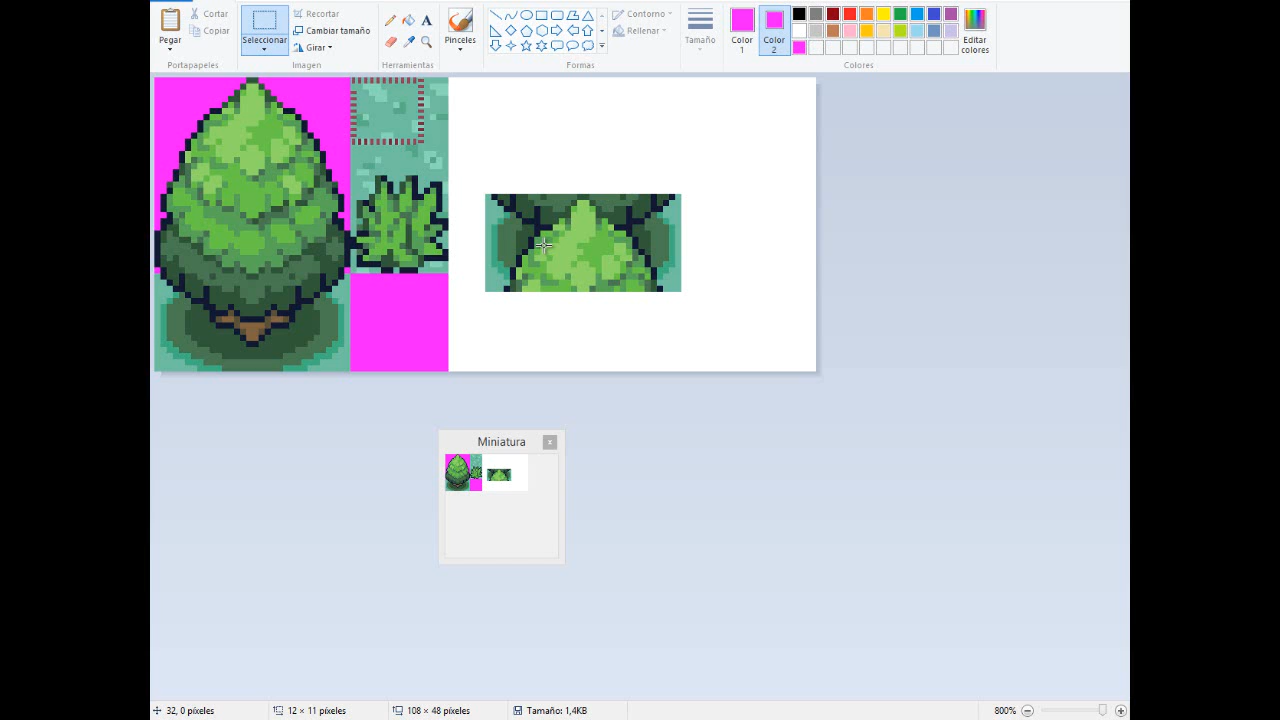 Pegar
Cortar
Copiar
Portapapeles
Seleccionar
Recortar
Cambiar tamaño
Girar
Imagen
A
Herramientas
Pinceles
Contorno
Rellenar
Formas
Tamaño
Color 1
Color 2
Editar colores
Colores
Miniatura
x
32, 0 píxeles
12 × 11 píxeles
108 × 48 píxeles
Tamaño: 1,4KB
800%